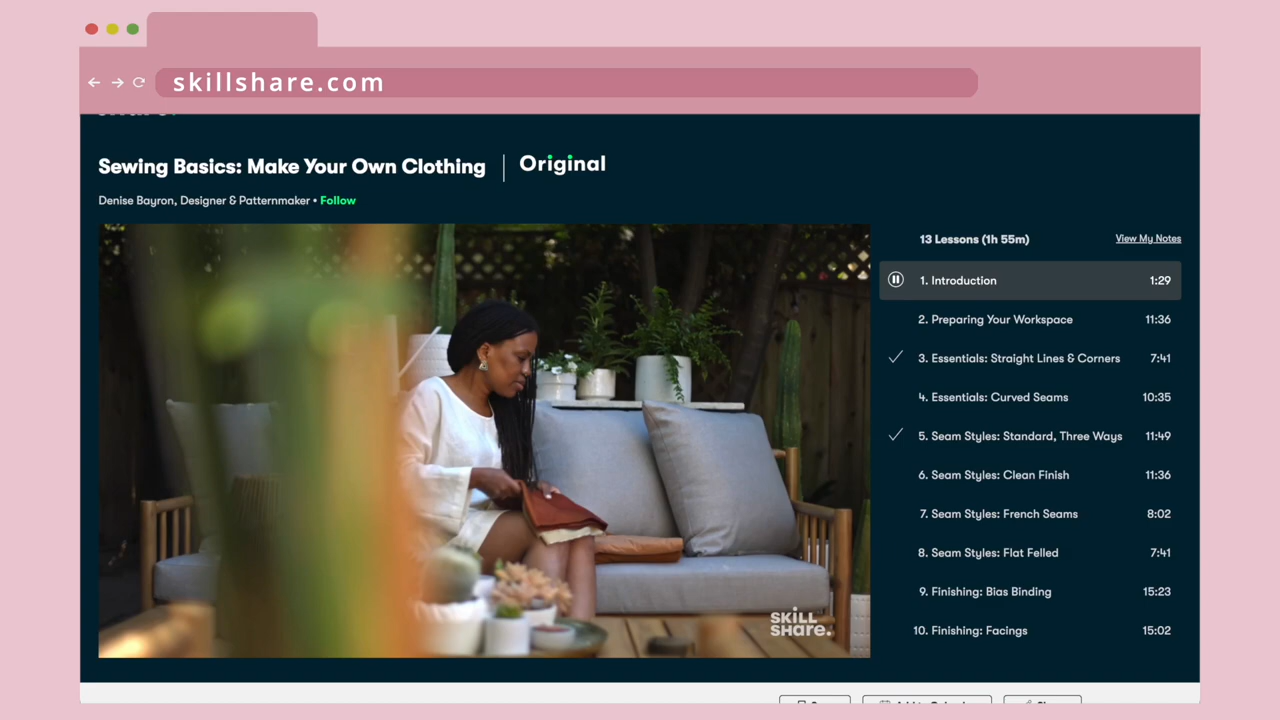 skillshare.com
Sewing Basics: Make Your Own Clothing
Original
Denise Bayron, Designer & Patternmaker • Follow
13 Lessons (1h 55m)
View My Notes
1. Introduction 1:29
2. Preparing Your Workspace 11:36
3. Essentials: Straight Lines & Corners 7:41
4. Essentials: Curved Seams 10:35
5. Seam Styles: Standard, Three Ways 11:49
6. Seam Styles: Clean Finish 11:36
7. Seam Styles: French Seams 8:02
8. Seam Styles: Flat Felled 7:41
9. Finishing: Bias Binding 15:23
10. Finishing: Facings 15:02
SKILL
SHare.